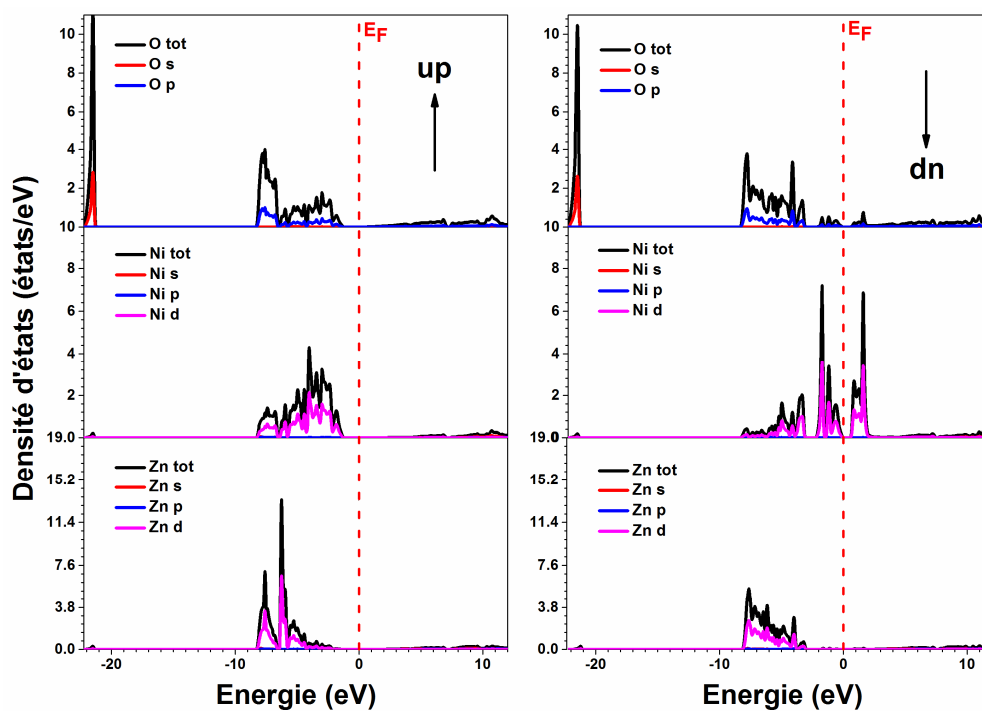 Densité d'états (états/eV)
10
8
6
4
2
10
O tot
O s
O p
up
E_F
8
6
4
2
19.0
Ni tot
Ni s
Ni p
Ni d
15.2
11.4
7.6
3.8
0.0
Zn tot
Zn s
Zn p
Zn d
-20
-10
0
10
Energie (eV)
10
8
6
4
2
10
O tot
O s
O p
E_F
dn
8
6
4
2
19.0
Ni tot
Ni s
Ni p
Ni d
15.2
11.4
7.6
3.8
0.0
Zn tot
Zn s
Zn p
Zn d
-20
-10
0
10
Energie (eV)